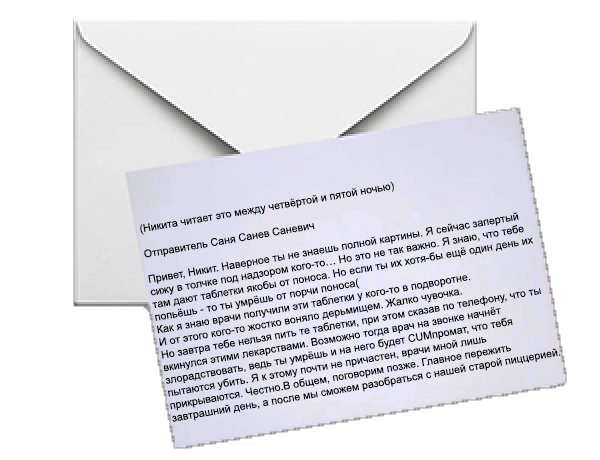 (Никита читает это между четвёртой и пятой ночью)
Отправитель Саня Санев Саневич
Привет, Никит. Наверное ты не знаешь полной картины. Я сейчас запертый
сижу в толчке под надзором кого-то... Но это не так важно. Я знаю, что тебе
там дают таблетки якобы от поноса. Но если ты их хотя-бы ещё один день их
попьёшь - то ты умрёшь от порчи поноса(
Как я знаю врачи получили эти таблетки у кого-то в подворотне.
И от этого кого-то жостко воняло дерьмищем. Жалко чувочка.
Но завтра тебе нельзя пить те таблетки, при этом сказав по телефону, что ты
вкинулся этими лекарствами. Возможно тогда врач на звонке начнёт
злорадствовать, ведь ты умрёшь и на него будет CUMпромат, что тебя
пытаются убить. Я к этому почти не причастен, врачи мной лишь
прикрываются. Честно.В общем, поговорим позже. Главное пережить
завтрашний день, а после мы сможем разобраться с нашей старой пиццерией.